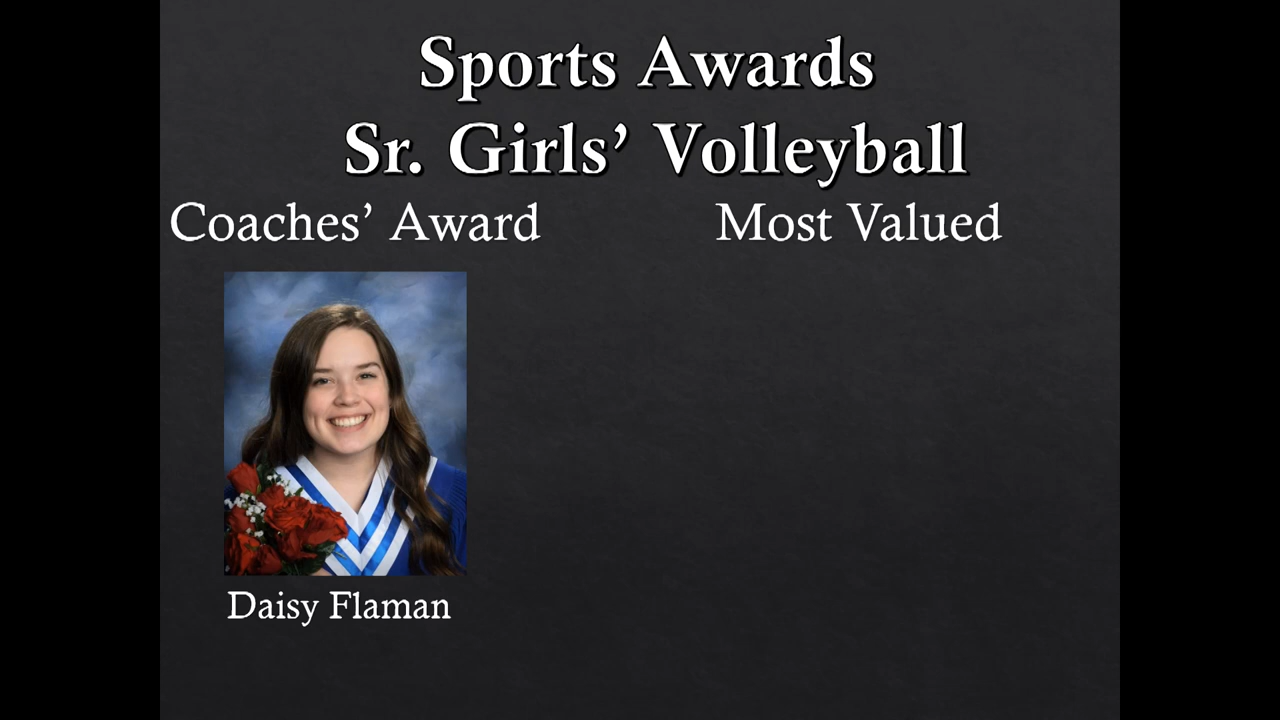 Sports Awards
Sr. Girls’ Volleyball
Coaches’ Award
Most Valued
Daisy Flaman